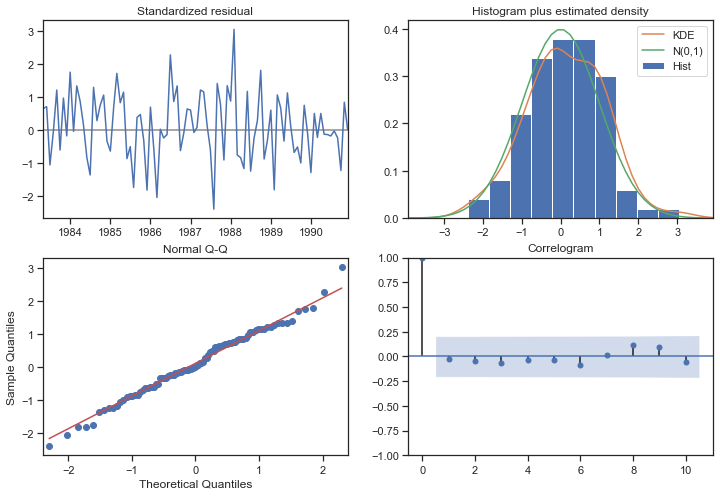 Standardized residual
3
2
1
0
−1
−2
1984 1985 1986 1987 1988 1989 1990
Histogram plus estimated density
0.4
0.3
0.2
0.1
0.0
KDE
N(0,1)
Hist
−3 −2 −1 0 1 2 3
Normal Q-Q
Sample Quantiles
3
2
1
0
−1
−2
−2 −1 0 1 2
Theoretical Quantiles
Correlogram
1.00
0.75
0.50
0.25
0.00
−0.25
−0.50
−0.75
−1.00
0 2 4 6 8 10